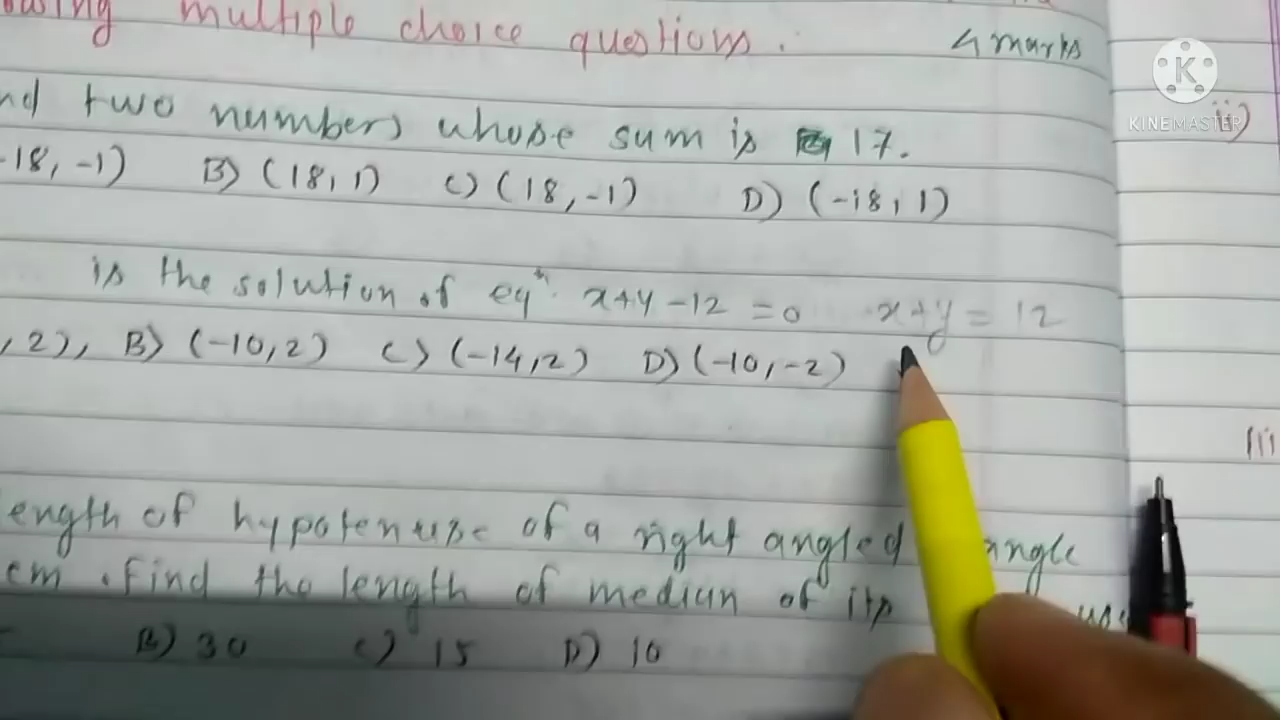 multiple choice questions. 4 marks
two numbers whose sum is 17.
-18, -1) B) (18, 1) C) (18, -1) D) (-18, 1)
is the solution of eqn. x+y-12=0 x+y=12
, 2), B) (-10, 2) C) (-14, 2) D) (-10, -2)
of hypotenuse of a right angled
cm. Find the length of median of its
B) 30 C) 15 D) 10
K
KINEMASTER
ii)